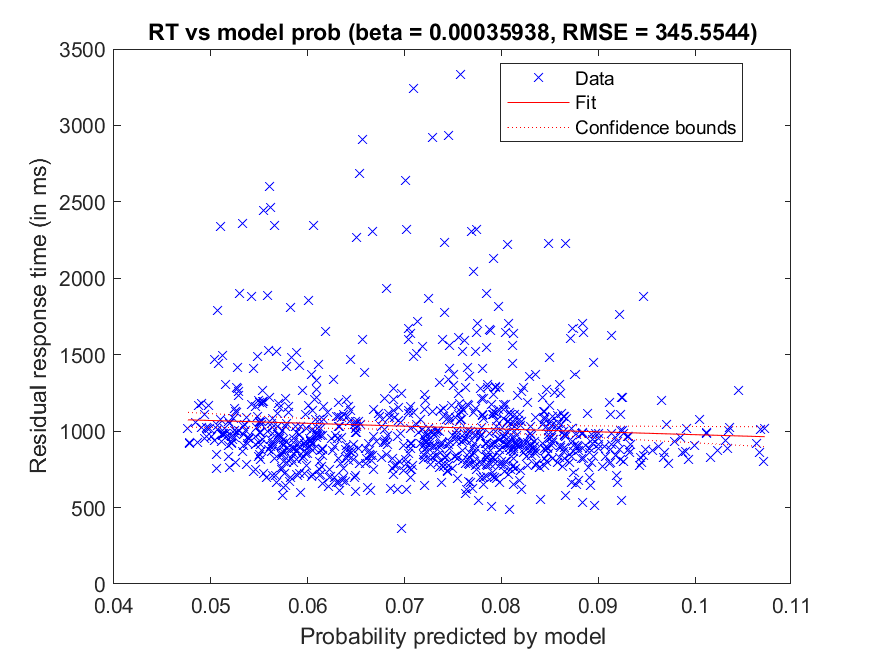 RT vs model prob (beta = 0.00035938, RMSE = 345.5544)
Data
Fit
Confidence bounds
Residual response time (in ms)
3500
3000
2500
2000
1500
1000
500
0
0.04 0.05 0.06 0.07 0.08 0.09 0.1 0.11
Probability predicted by model